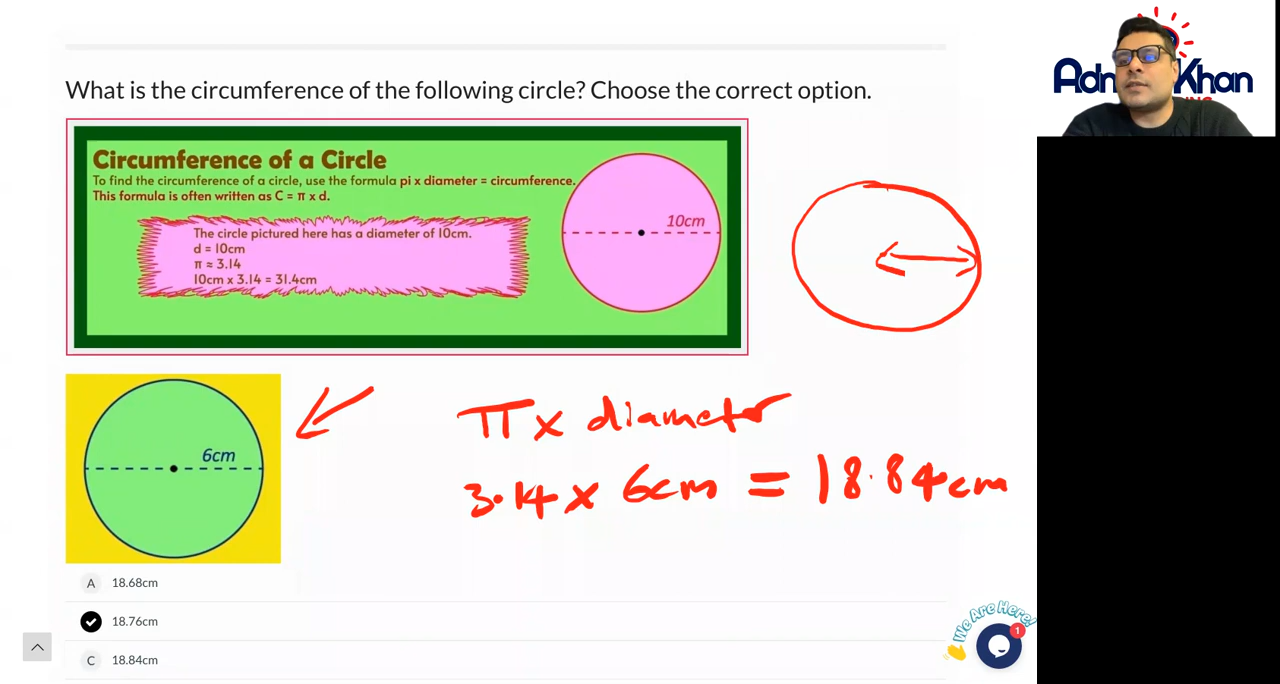 What is the circumference of the following circle? Choose the correct option.
Adn Khan
Circumference of a Circle
To find the circumference of a circle, use the formula pi x diameter = circumference.
This formula is often written as C = π x d.
The circle pictured here has a diameter of 10cm.
d = 10cm
π ≈ 3.14
10cm x 3.14 = 31.4cm
10cm
6cm
π x diameter
3.14 x 6cm = 18.84cm
A 18.68cm
18.76cm
C 18.84cm
We Are Here!
1